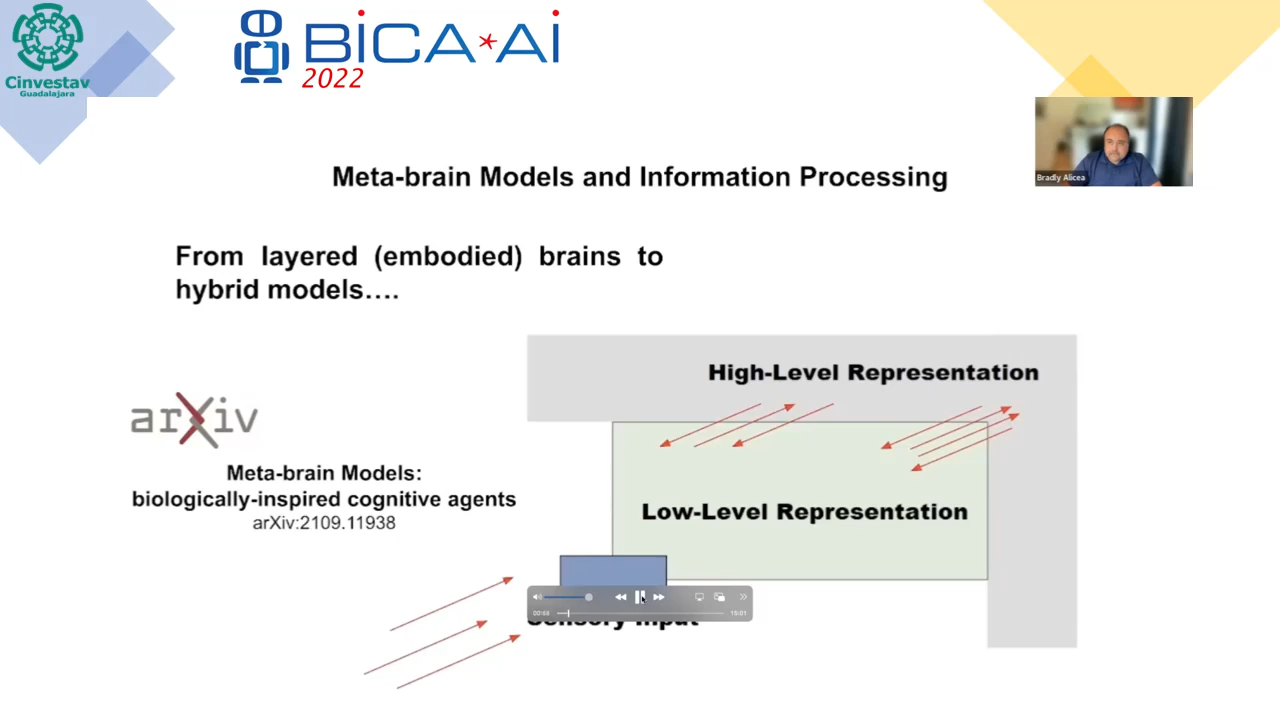 Cinvestav
Guadalajara
BiCA*Ai
2022
Bradly Alicea
Meta-brain Models and Information Processing
From layered (embodied) brains to
hybrid models....
High-Level Representation
arXiv
Meta-brain Models:
biologically-inspired cognitive agents
arXiv:2109.11938
Low-Level Representation
Sensory Input
15:01